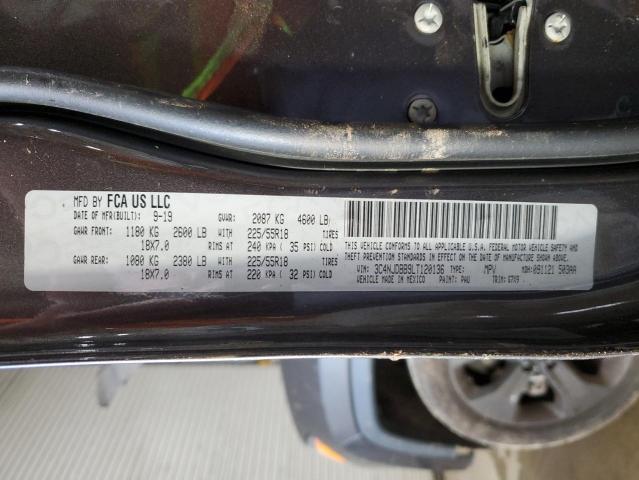 MFD BY FCA US LLC
DATE OF MFR(BUILT): 9-19 GVWR: 2087 KG 4600 LB
GAWR FRONT: 1180 KG 2600 LB WITH 225/55R18 TIRES
18X7.0 RIMS AT 240 KPA ( 35 PSI) COLD
GAWR REAR: 1080 KG 2380 LB WITH 225/55R18 TIRES
18X7.0 RIMS AT 220 KPA ( 32 PSI) COLD
THIS VEHICLE CONFORMS TO ALL APPLICABLE U.S.A. FEDERAL MOTOR VEHICLE SAFETY AND
THEFT PREVENTION STANDARDS IN EFFECT ON THE DATE OF MANUFACTURE SHOWN ABOVE.
VIN: 3C4NJDBB9LT120136 TYPE: MPV MDH: 091121 503AA
VEHICLE MADE IN MEXICO PAINT: PAU TRIM: G7X9